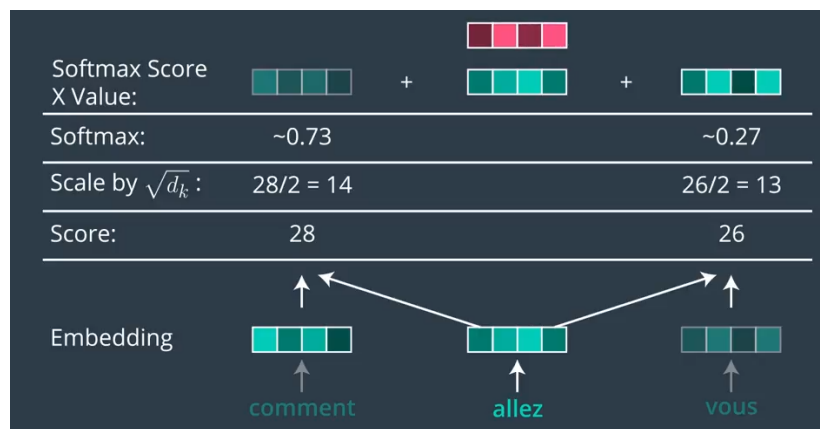 Softmax Score
X Value: + +
Softmax: ~0.73 ~0.27
Scale by √dₖ : 28/2 = 14 26/2 = 13
Score: 28 26
Embedding
comment allez vous